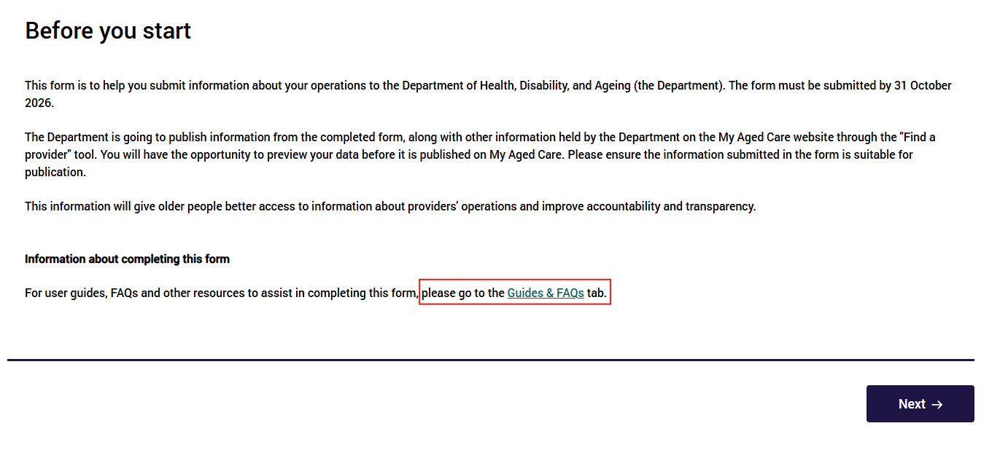 Before you start
This form is to help you submit information about your operations to the Department of Health, Disability, and Ageing (the Department). The form must be submitted by 31 October
2026.
The Department is going to publish information from the completed form, along with other information held by the Department on the My Aged Care website through the "Find a
provider" tool. You will have the opportunity to preview your data before it is published on My Aged Care. Please ensure the information submitted in the form is suitable for
publication.
This information will give older people better access to information about providers' operations and improve accountability and transparency.
Information about completing this form
For user guides, FAQs and other resources to assist in completing this form, please go to the Guides & FAQs tab.
Next →